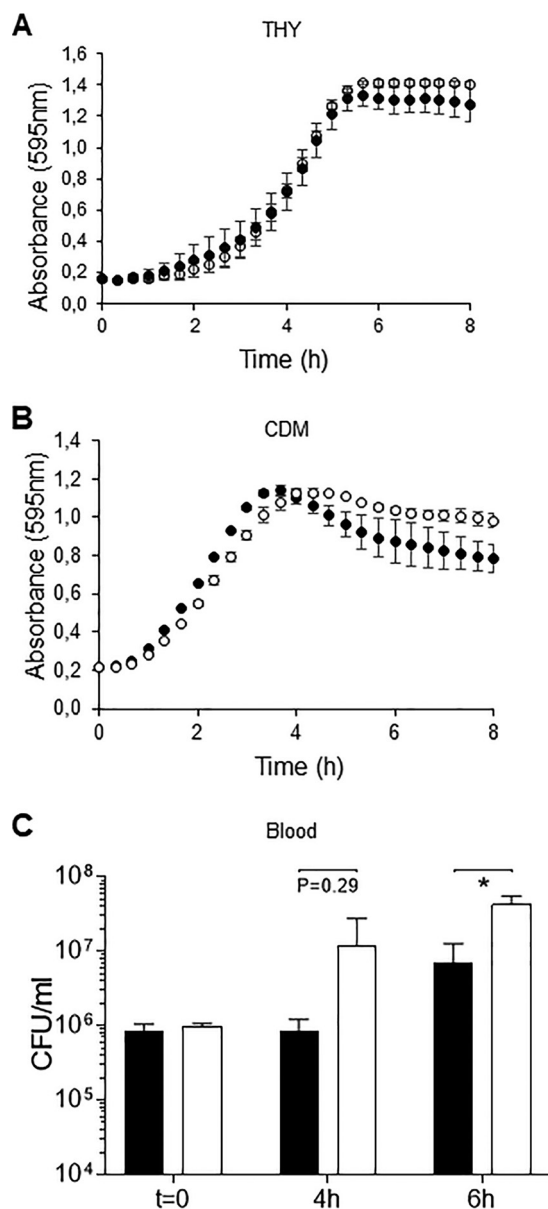 A
THY
Absorbance (595nm)
1,6
1,4
1,2
1,0
0,8
0,6
0,4
0,2
0,0
0 2 4 6 8
Time (h)
B
CDM
Absorbance (595nm)
1,4
1,2
1,0
0,8
0,6
0,4
0,2
0,0
0 2 4 6 8
Time (h)
C
Blood
CFU/ml
10⁸
10⁷
10⁶
10⁵
10⁴
P=0.29
*
t=0 4h 6h